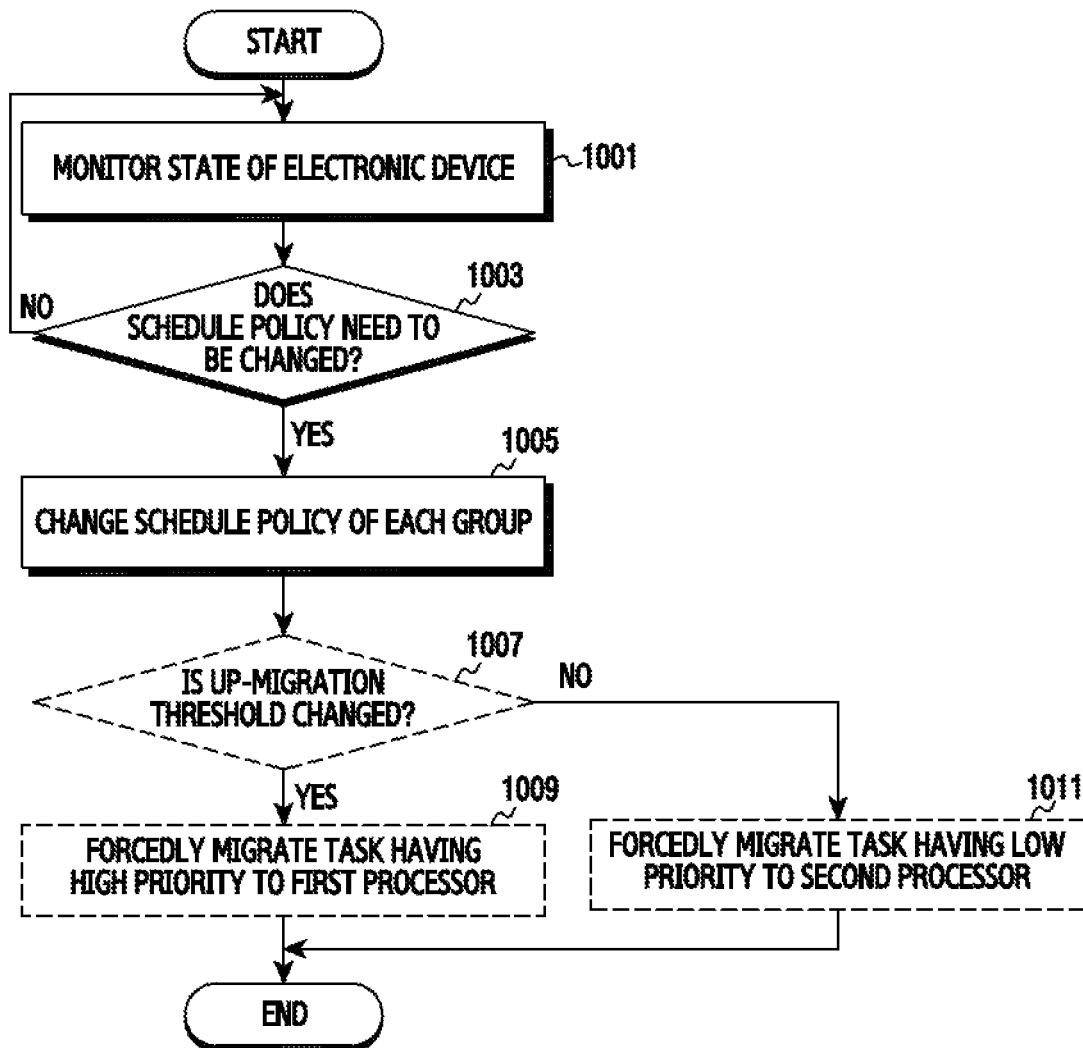 START
MONITOR STATE OF ELECTRONIC DEVICE
1001
1003
DOES
SCHEDULE POLICY NEED TO
BE CHANGED?
NO
YES
1005
CHANGE SCHEDULE POLICY OF EACH GROUP
1007
IS UP-MIGRATION
THRESHOLD CHANGED?
NO
YES
1009
FORCEDLY MIGRATE TASK HAVING
HIGH PRIORITY TO FIRST PROCESSOR
1011
FORCEDLY MIGRATE TASK HAVING LOW
PRIORITY TO SECOND PROCESSOR
END